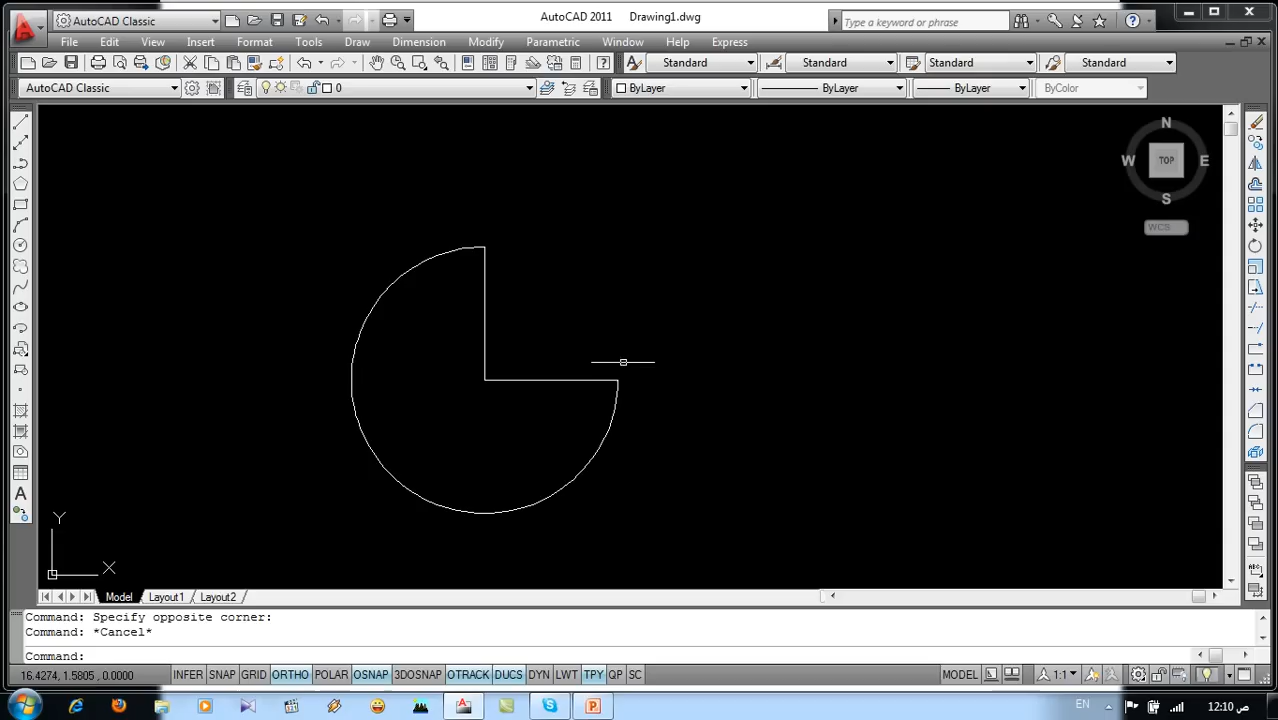 AutoCAD Classic
AutoCAD 2011 Drawing1.dwg
Type a keyword or phrase
File Edit View Insert Format Tools Draw Dimension Modify Parametric Window Help Express
Standard Standard Standard Standard
AutoCAD Classic 0 ByLayer ByLayer ByLayer ByColor
N
W TOP E
S
WCS
Y
X
Model Layout1 Layout2
Command: Specify opposite corner:
Command: *Cancel*
Command:
16.4274, 1.5805, 0.0000 INFER SNAP GRID ORTHO POLAR OSNAP 3DOSNAP OTRACK DUCS DYN LWT TPY QP SC MODEL 1:1
EN 12:10 ص